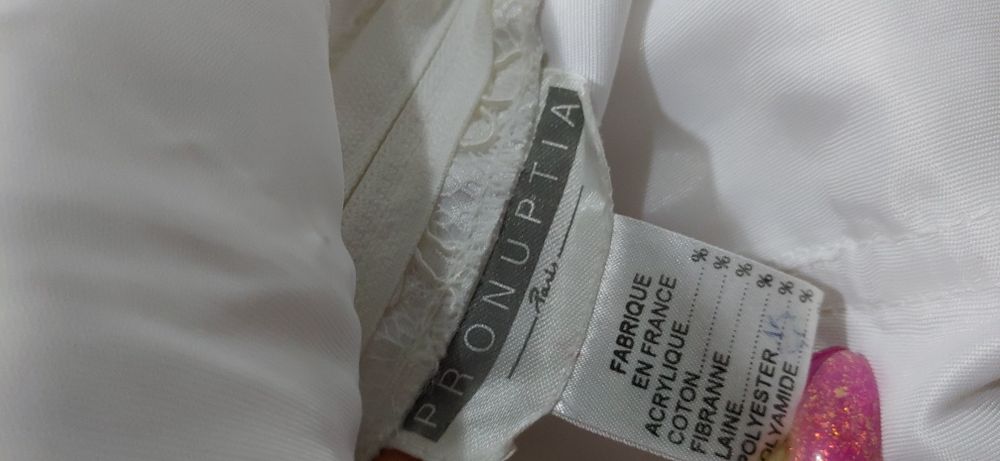 PRONUPTIA
Paris
FABRIQUE
EN FRANCE
ACRYLIQUE........%
COTON..............%
FIBRANNE..........%
LAINE................%
POLYESTER.......%
POLYAMIDE.......%